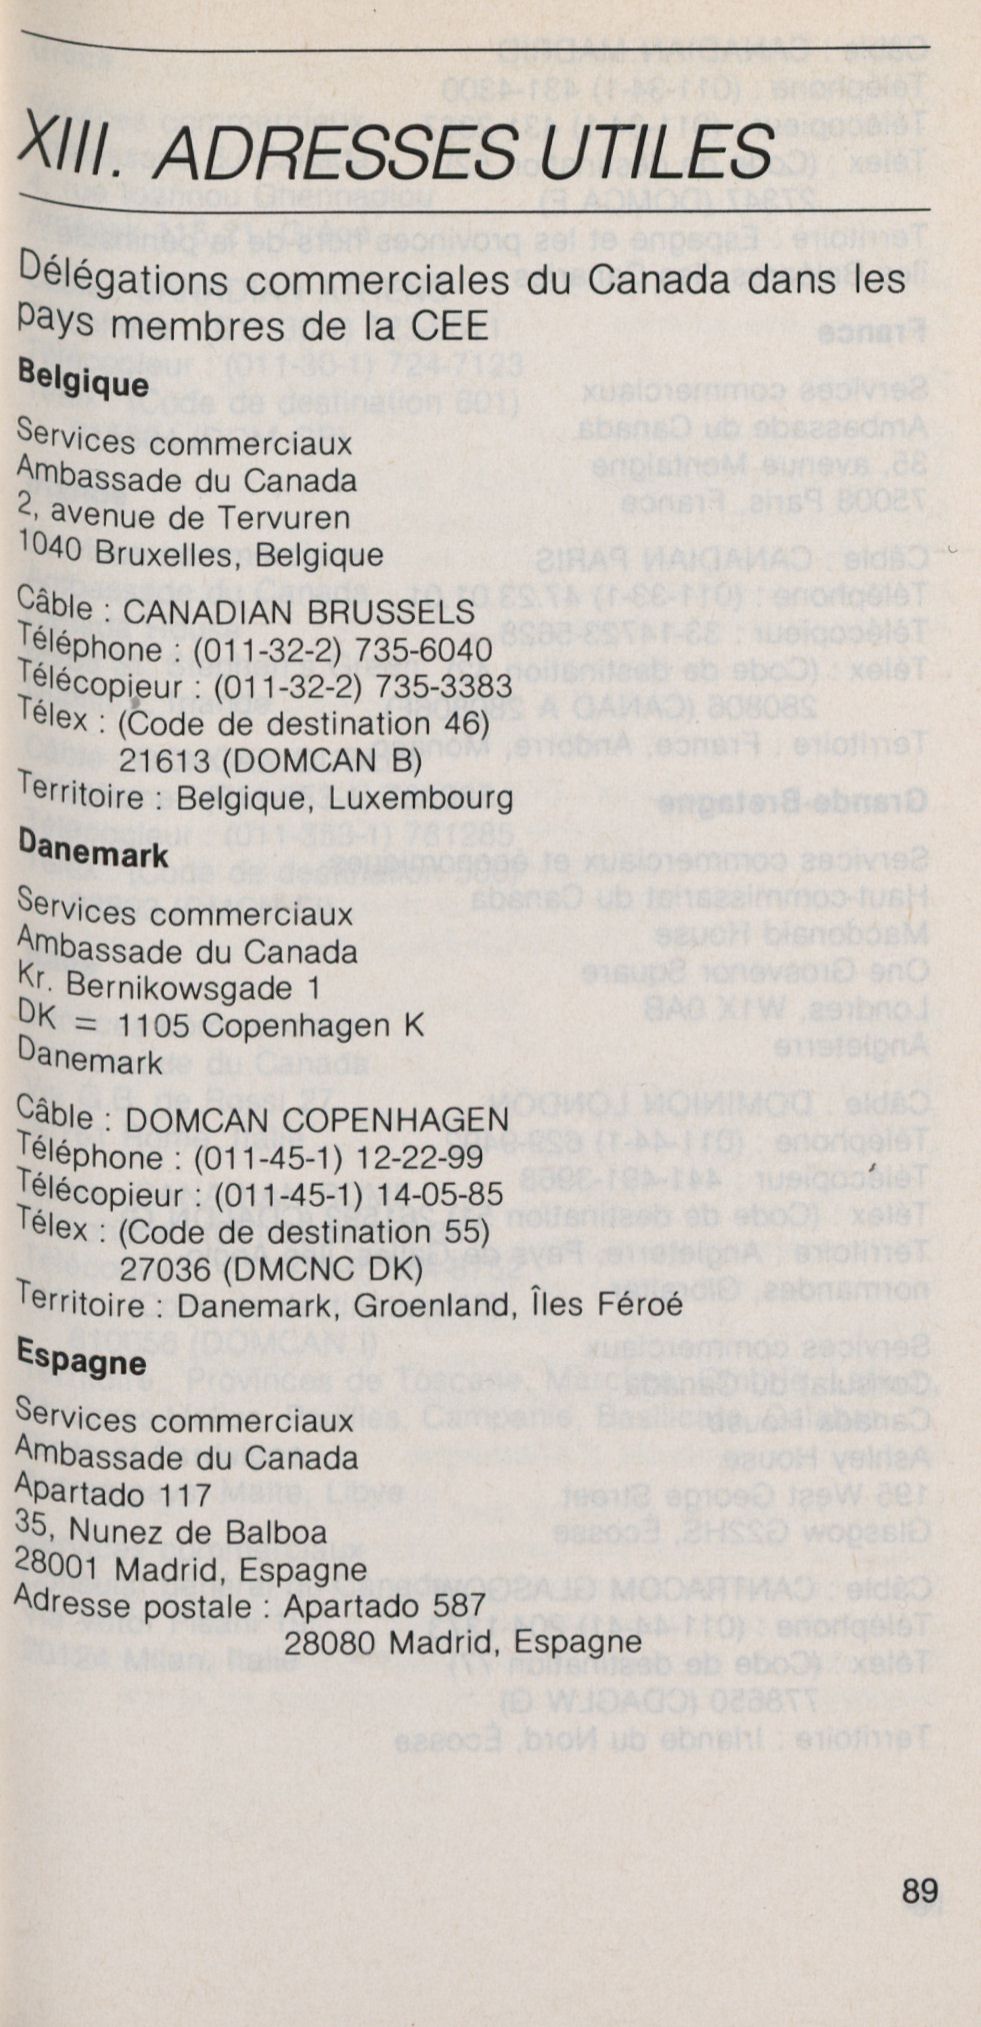 XIII. ADRESSES UTILES
Délégations commerciales du Canada dans les
pays membres de la CEE
Belgique
Services commerciaux
Ambassade du Canada
2, avenue de Tervuren
1040 Bruxelles, Belgique
Câble : CANADIAN BRUSSELS
Téléphone : (011-32-2) 735-6040
Télécopieur : (011-32-2) 735-3383
Télex : (Code de destination 46)
21613 (DOMCAN B)
Territoire : Belgique, Luxembourg
Danemark
Services commerciaux
Ambassade du Canada
Kr. Bernikowsgade 1
DK = 1105 Copenhagen K
Danemark
Câble : DOMCAN COPENHAGEN
Téléphone : (011-45-1) 12-22-99
Télécopieur : (011-45-1) 14-05-85
Télex : (Code de destination 55)
27036 (DMCNC DK)
Territoire : Danemark, Groenland, Îles Féroé
Espagne
Services commerciaux
Ambassade du Canada
Apartado 117
35, Nunez de Balboa
28001 Madrid, Espagne
Adresse postale : Apartado 587
28080 Madrid, Espagne
89